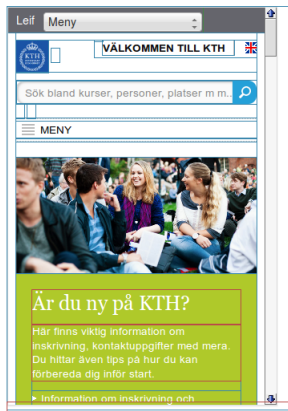 Leif Meny
VÄLKOMMEN TILL KTH
KTH
Sök bland kurser, personer, platser m m..
MENY
Är du ny på KTH?
Här finns viktig information om
inskrivning, kontaktuppgifter med mera.
Du hittar även tips på hur du kan
förbereda dig inför start.
Information om inskrivning och